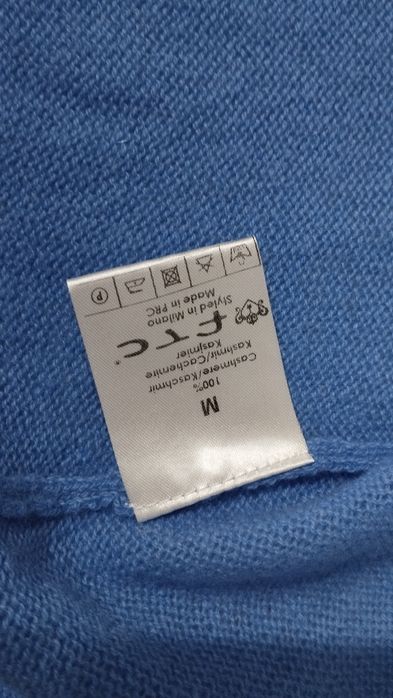 M
100%
Cashmere/Kaschmir
Kashmir/Cachemire
Kasjmier
FTC
Styled in Milano
Made in PRC
P